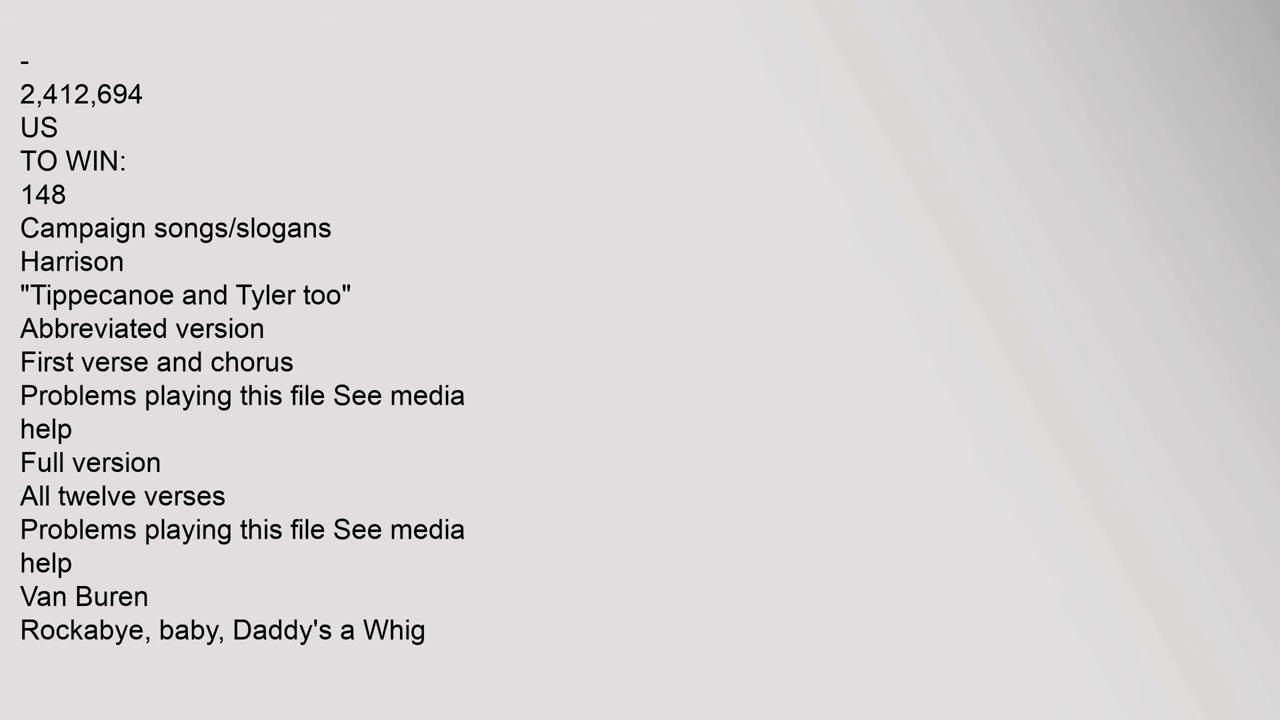 -
2,412,694
US
TO WIN:
148
Campaign songs/slogans
Harrison
"Tippecanoe and Tyler too"
Abbreviated version
First verse and chorus
Problems playing this file See media
help
Full version
All twelve verses
Problems playing this file See media
help
Van Buren
Rockabye, baby, Daddy's a Whig